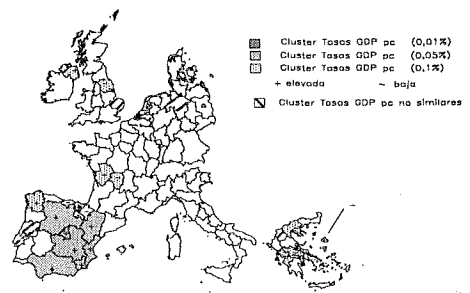 Cluster Tasas GDP pc (0,01%)
Cluster Tasas GDP pc (0,05%)
Cluster Tasas GDP pc (0,1%)
+ elevada − baja
Cluster Tasas GDP pc no similares